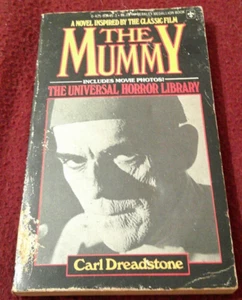 A NOVEL INSPIRED BY THE CLASSIC FILM
THE
MUMMY
INCLUDES MOVIE PHOTOS!
THE UNIVERSAL HORROR LIBRARY
Carl Dreadstone